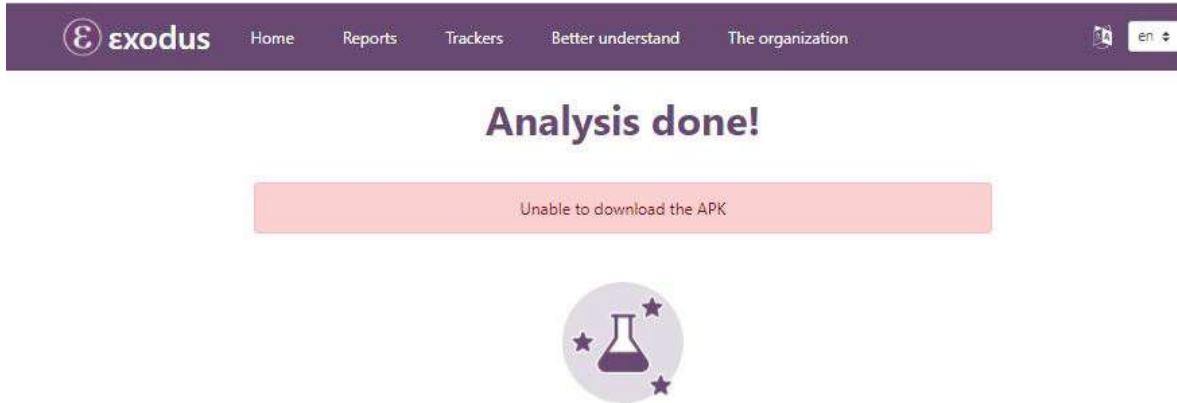 εxodus Home Reports Trackers Better understand The organization en
Analysis done!
Unable to download the APK